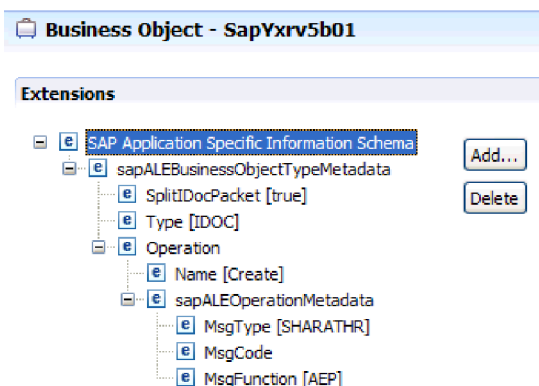 Business Object - SapYxrv5b01
Extensions
SAP Application Specific Information Schema
Add...
sapALEBusinessObjectTypeMetadata
SplitIDocPacket [true]
Delete
Type [IDOC]
Operation
Name [Create]
sapALEOperationMetadata
MsgType [SHARATHR]
MsgCode
MsgFunction [AEP]